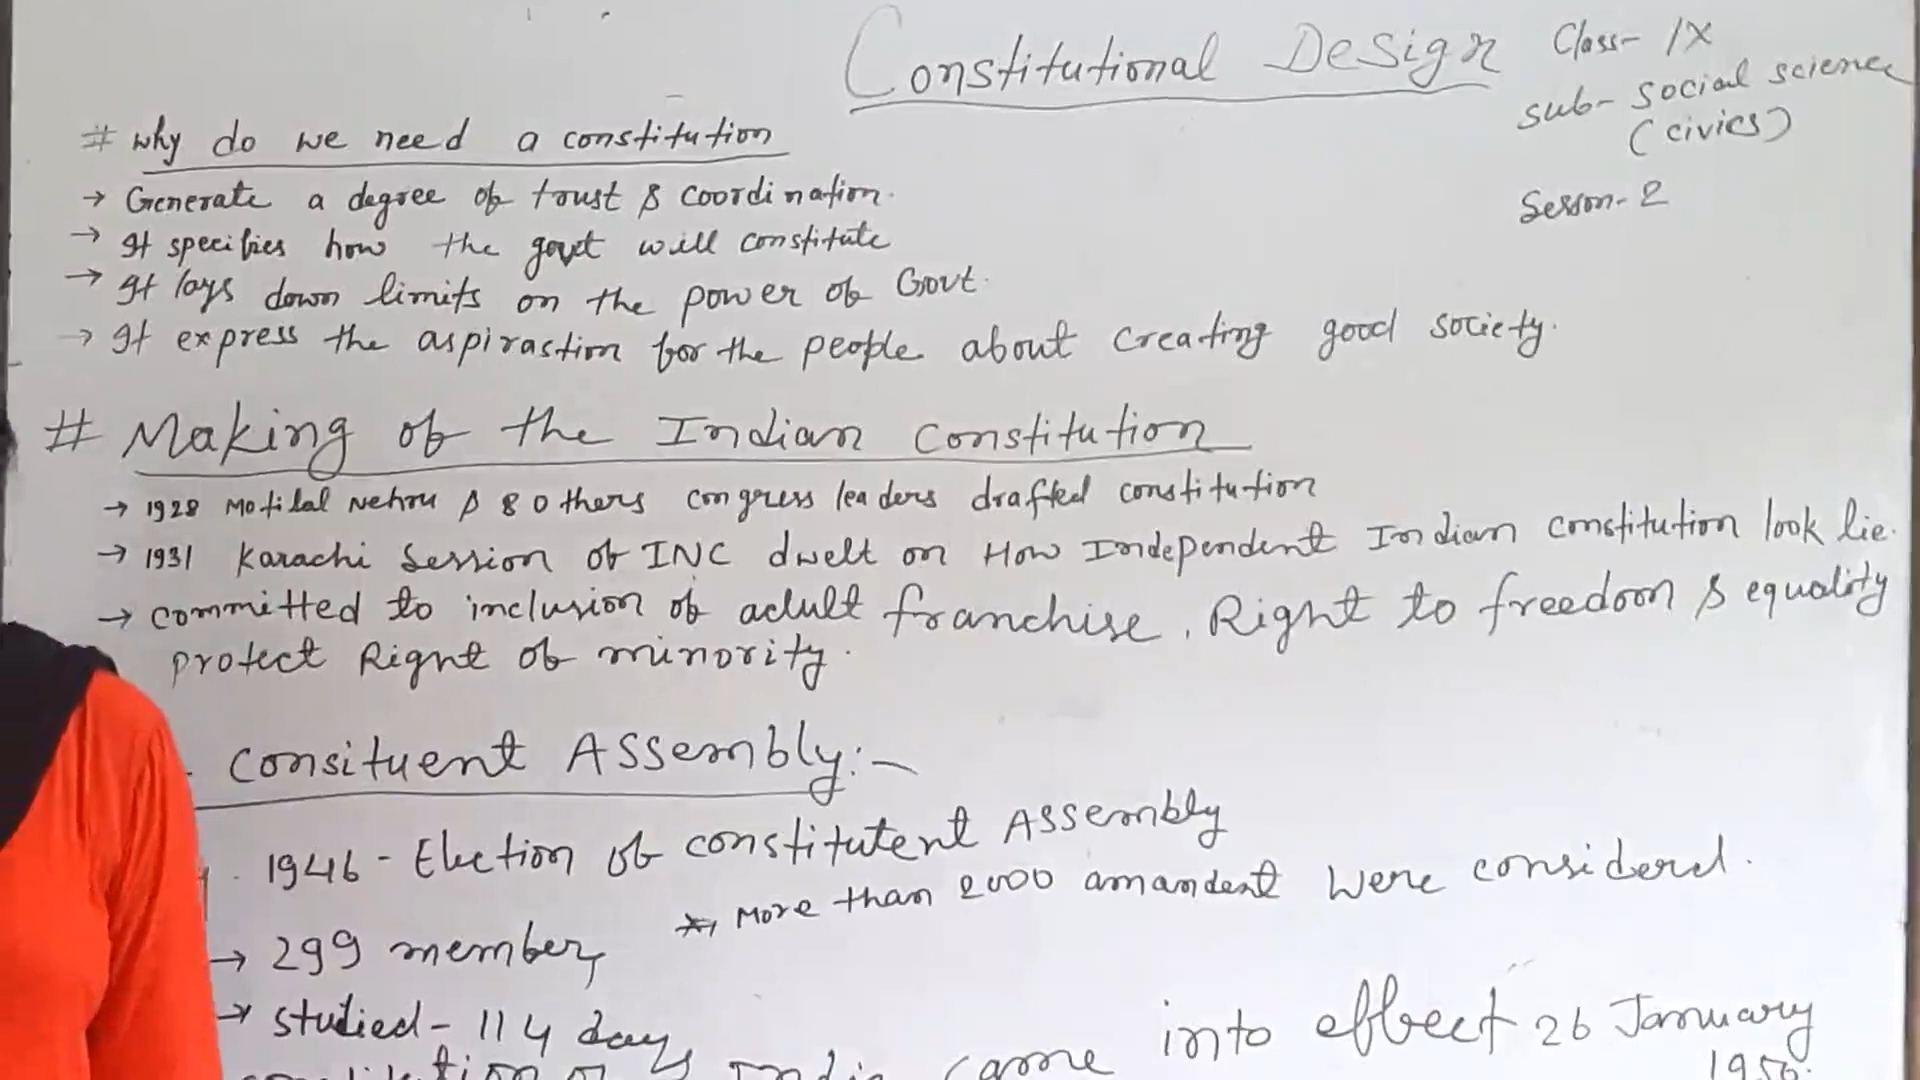 Constitutional Design
Class- IX
sub- social science
(civics)
Sesson- 2
# why do we need a constitution
→ Generate a degree of trust & coordination.
→ It specifies how the govt will constitute
→ It lays down limits on the power of Govt.
→ It express the aspirastion for the people about creating good society.
# Making of the Indian constitution
→ 1928 Motilal Nehru & 8 others congress leaders drafted constitution
→ 1931 Karachi Session of INC dwelt on How Independent Indian constitution look lie.
→ committed to inclusion of adult franchise, Right to freedom & equality
protect Right of minority.
consituent Assembly:-
1946 - Election of constitutent Assembly
*, More than 2000 amandent were considered.
→ 299 member,
→ studied - 114 days
India came into effect 26 January
1950.